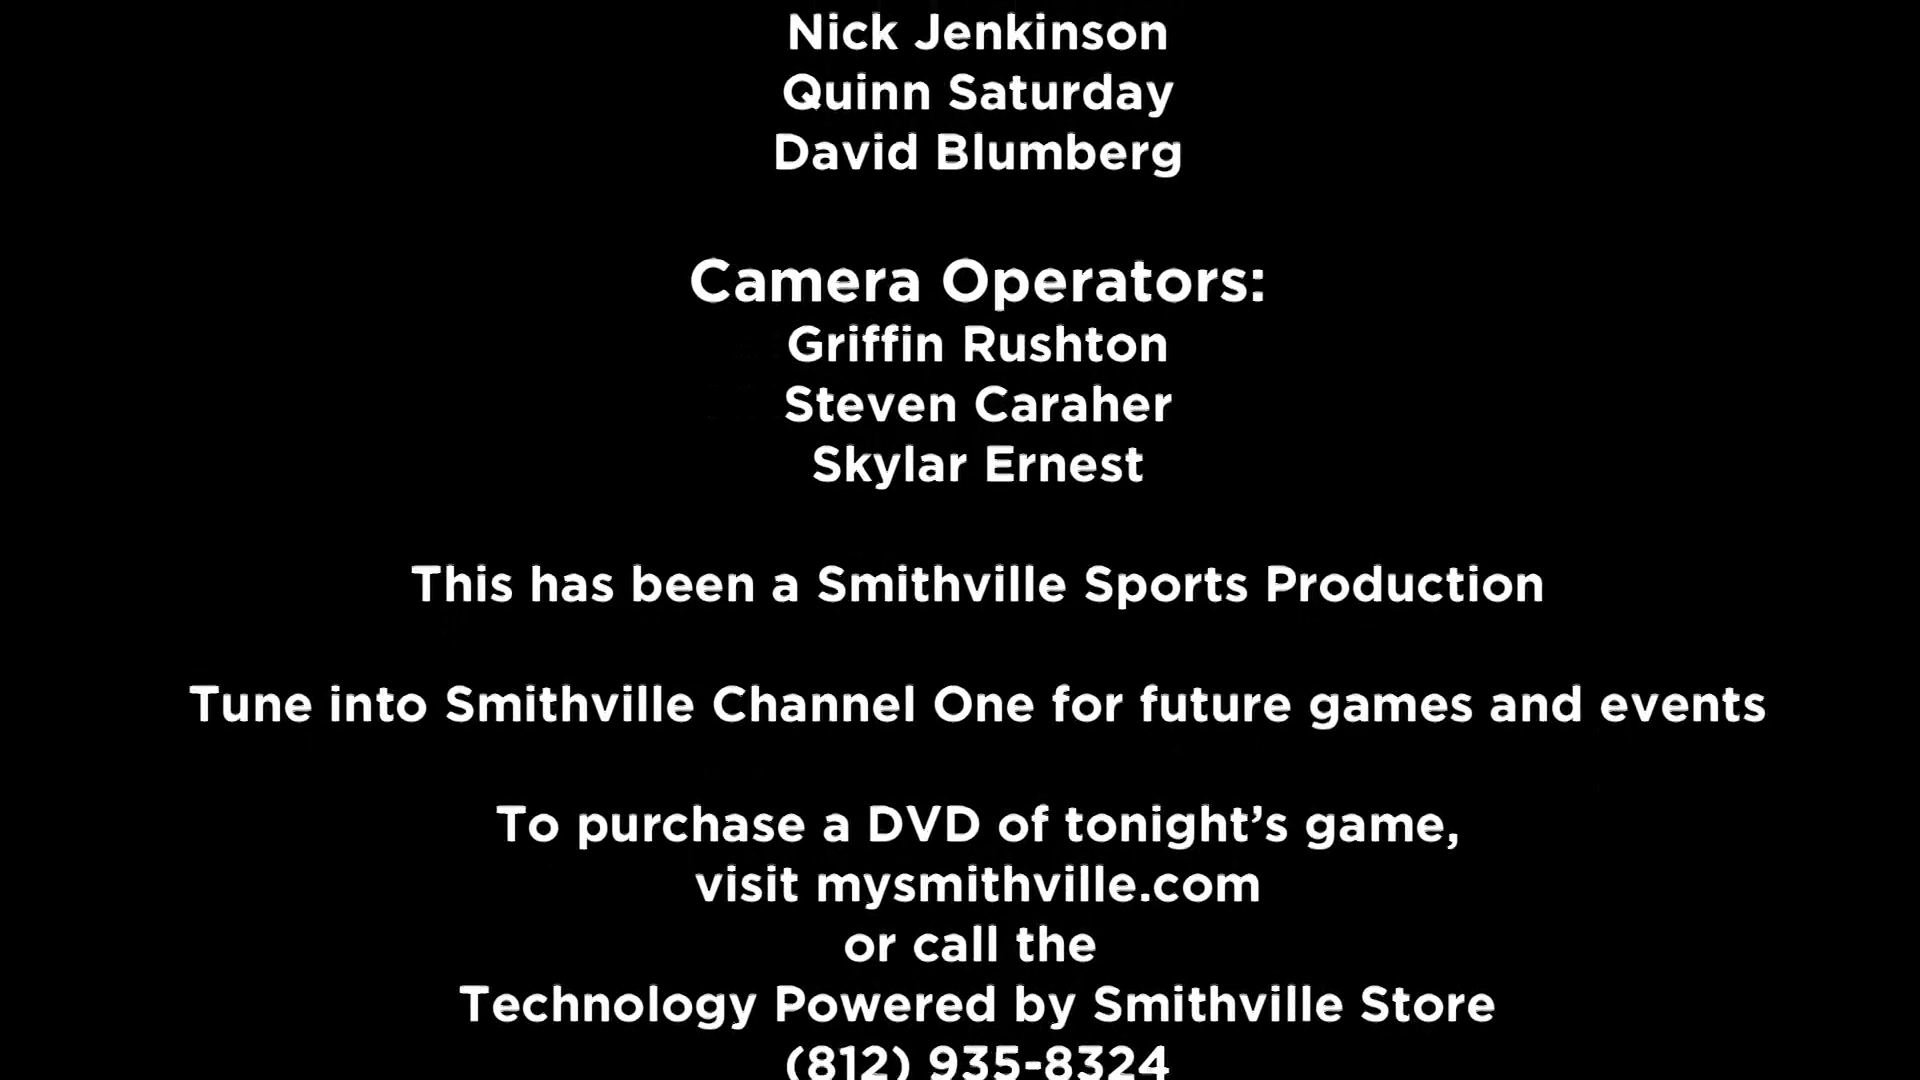 Nick Jenkinson
Quinn Saturday
David Blumberg
Camera Operators:
Griffin Rushton
Steven Caraher
Skylar Ernest
This has been a Smithville Sports Production
Tune into Smithville Channel One for future games and events
To purchase a DVD of tonight’s game,
visit mysmithville.com
or call the
Technology Powered by Smithville Store
(812) 935-8324